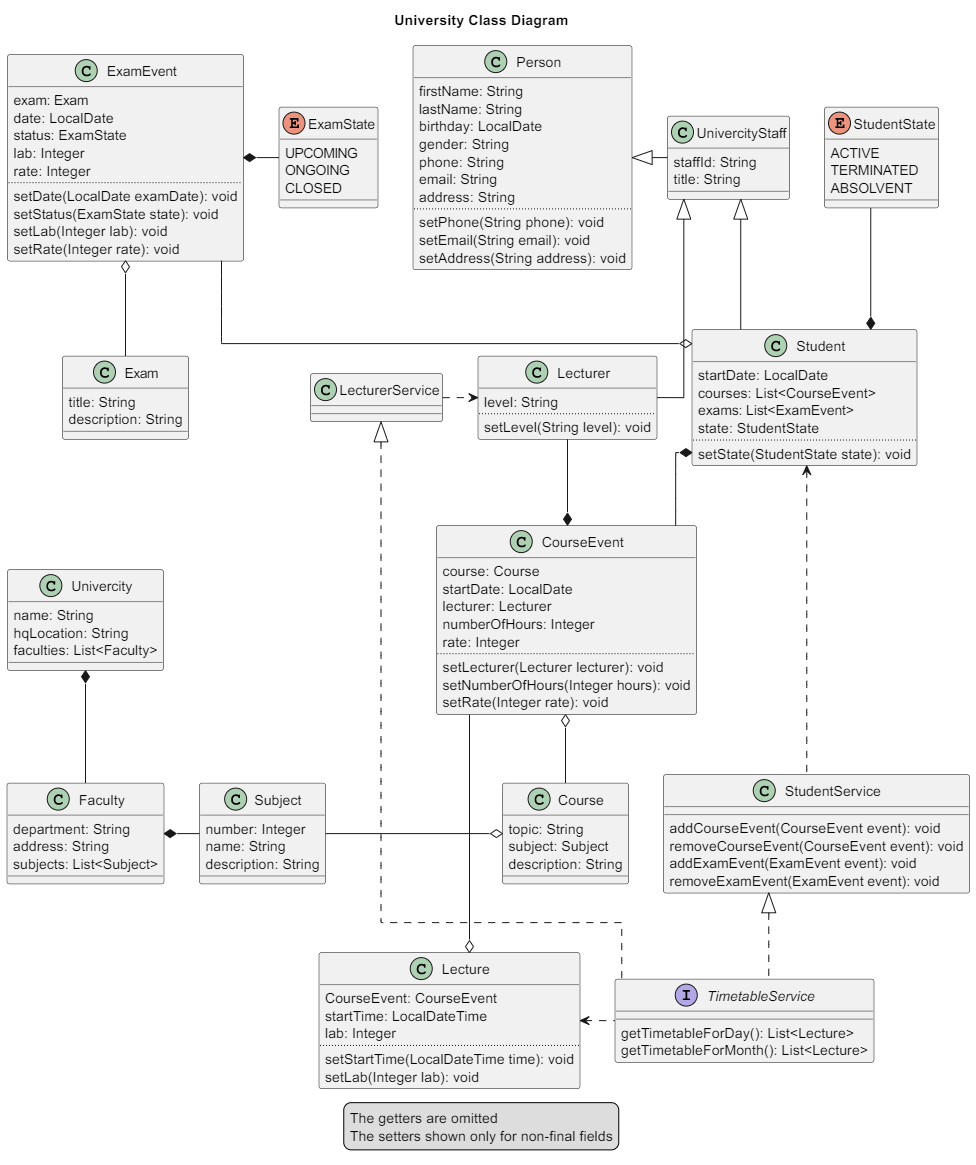 University Class Diagram
C ExamEvent
exam: Exam
date: LocalDate
status: ExamState
lab: Integer
rate: Integer
setDate(LocalDate examDate): void
setStatus(ExamState state): void
setLab(Integer lab): void
setRate(Integer rate): void
E ExamState
UPCOMING
ONGOING
CLOSED
C Person
firstName: String
lastName: String
birthday: LocalDate
gender: String
phone: String
email: String
address: String
setPhone(String phone): void
setEmail(String email): void
setAddress(String address): void
C UnivercityStaff
staffId: String
title: String
E StudentState
ACTIVE
TERMINATED
ABSOLVENT
C Exam
title: String
description: String
C LecturerService
C Lecturer
level: String
setLevel(String level): void
C Student
startDate: LocalDate
courses: List<CourseEvent>
exams: List<ExamEvent>
state: StudentState
setState(StudentState state): void
C CourseEvent
course: Course
startDate: LocalDate
lecturer: Lecturer
numberOfHours: Integer
rate: Integer
setLecturer(Lecturer lecturer): void
setNumberOfHours(Integer hours): void
setRate(Integer rate): void
C Univercity
name: String
hqLocation: String
faculties: List<Faculty>
C Faculty
department: String
address: String
subjects: List<Subject>
C Subject
number: Integer
name: String
description: String
C Course
topic: String
subject: Subject
description: String
C StudentService
addCourseEvent(CourseEvent event): void
removeCourseEvent(CourseEvent event): void
addExamEvent(ExamEvent event): void
removeExamEvent(ExamEvent event): void
C Lecture
CourseEvent: CourseEvent
startTime: LocalDateTime
lab: Integer
setStartTime(LocalDateTime time): void
setLab(Integer lab): void
I TimetableService
getTimetableForDay(): List<Lecture>
getTimetableForMonth(): List<Lecture>
The getters are omitted
The setters shown only for non-final fields